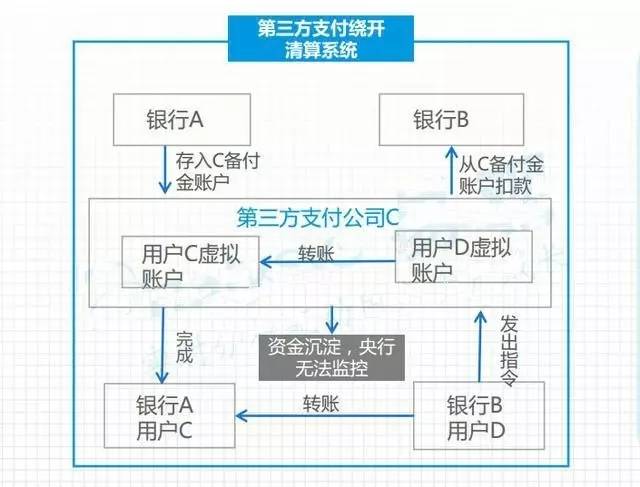 第三方支付绕开
清算系统
银行A
银行B
存入C备付
金账户
从C备付金
账户扣款
第三方支付公司C
用户C虚拟
账户
转账
用户D虚拟
账户
完成
资金沉淀，央行
无法监控
发出指令
银行A
用户C
转账
银行B
用户D